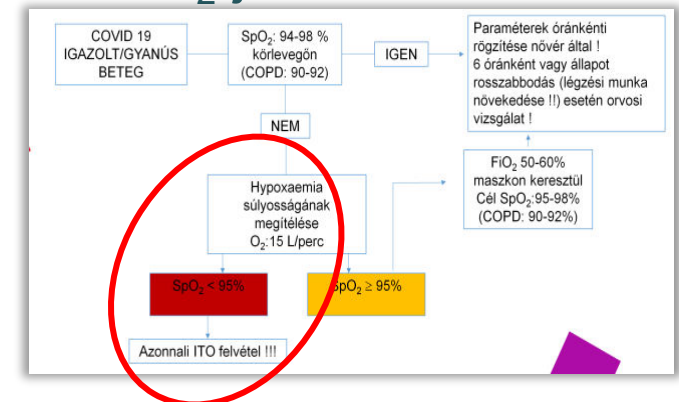 COVID 19
IGAZOLT/GYANÚS
BETEG
SpO₂: 94-98 %
körlevegőn
(COPD: 90-92)
IGEN
Paraméterek óránkénti
rögzítése nővér által !
6 óránként vagy állapot
rosszabbodás (légzési munka
növekedése !!) esetén orvosi
vizsgálat !
NEM
Hypoxaemia
súlyosságának
megítélése
O₂:15 L/perc
FiO₂ 50-60%
maszkon keresztül
Cél SpO₂:95-98%
(COPD: 90-92%)
SpO₂ < 95%
SpO₂ ≥ 95%
Azonnali ITO felvétel !!!